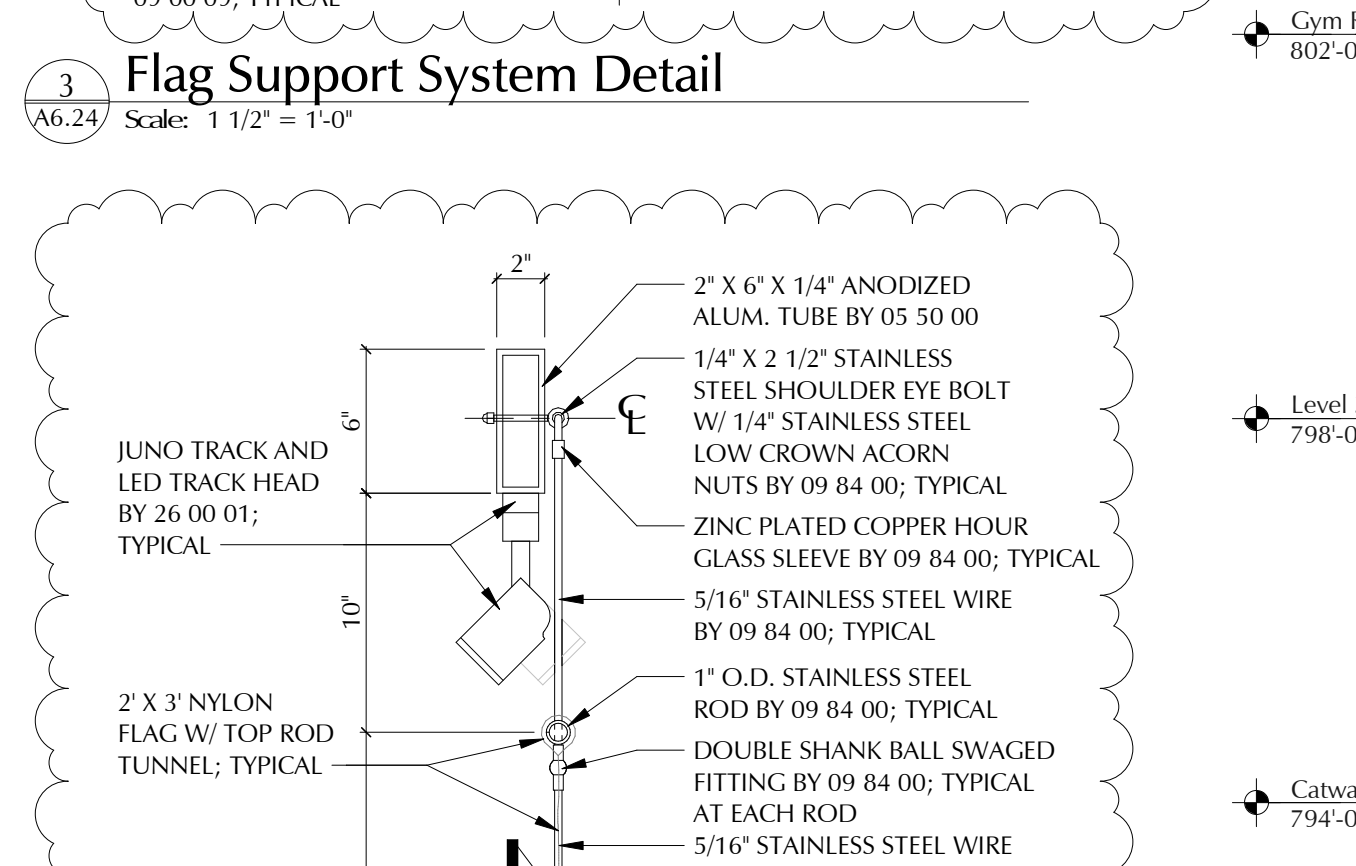 09 00 09; TYPICAL
3
A6.24
Flag Support System Detail
Scale: 1 1/2" = 1'-0"
2"
6"
10"
JUNO TRACK AND
LED TRACK HEAD
BY 26 00 01;
TYPICAL
2' X 3' NYLON
FLAG W/ TOP ROD
TUNNEL; TYPICAL
2" X 6" X 1/4" ANODIZED
ALUM. TUBE BY 05 50 00
1/4" X 2 1/2" STAINLESS
STEEL SHOULDER EYE BOLT
W/ 1/4" STAINLESS STEEL
LOW CROWN ACORN
NUTS BY 09 84 00; TYPICAL
CL
ZINC PLATED COPPER HOUR
GLASS SLEEVE BY 09 84 00; TYPICAL
5/16" STAINLESS STEEL WIRE
BY 09 84 00; TYPICAL
1" O.D. STAINLESS STEEL
ROD BY 09 84 00; TYPICAL
DOUBLE SHANK BALL SWAGED
FITTING BY 09 84 00; TYPICAL
AT EACH ROD
5/16" STAINLESS STEEL WIRE
Gym
802'-0
Level
798'-0
Catwa
794'-0